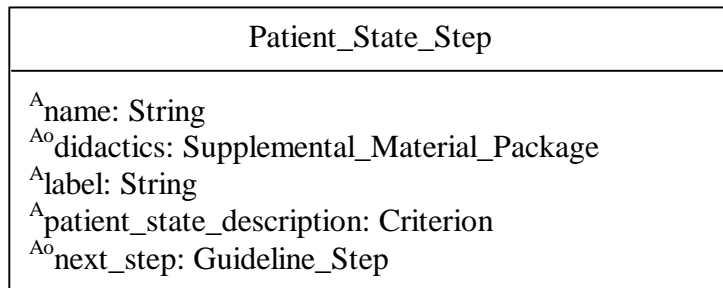 Patient_State_Step
Aname: String
Aodidactics: Supplemental_Material_Package
Alabel: String
Apatient_state_description: Criterion
Aonext_step: Guideline_Step